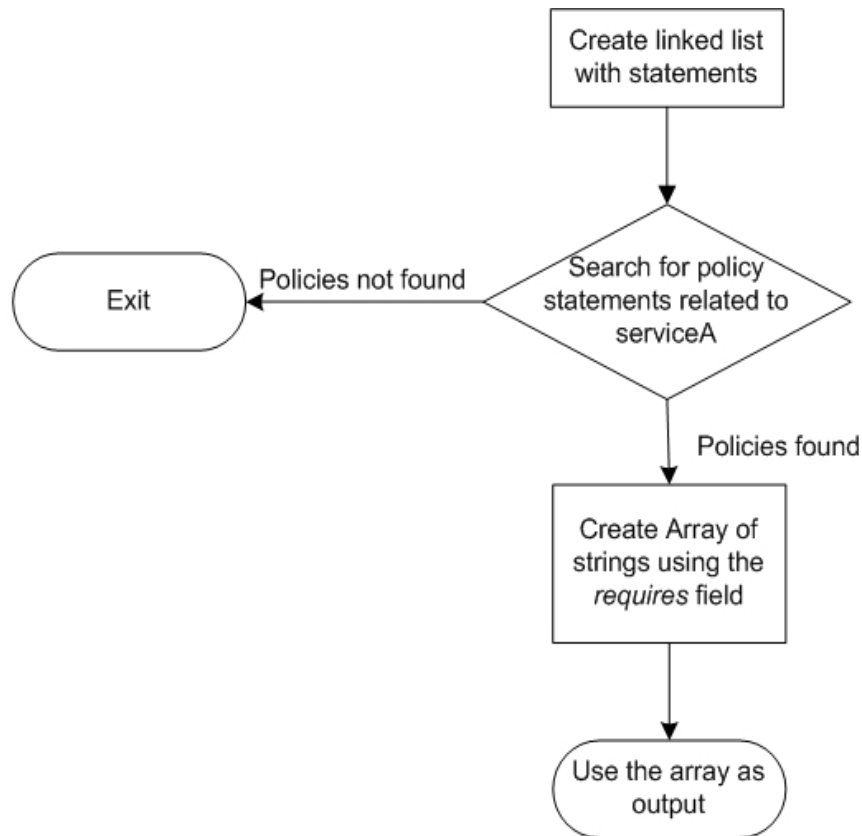 Create linked list
with statements
Search for policy
statements related to
serviceA
Policies not found
Exit
Policies found
Create Array of
strings using the
requires field
Use the array as
output